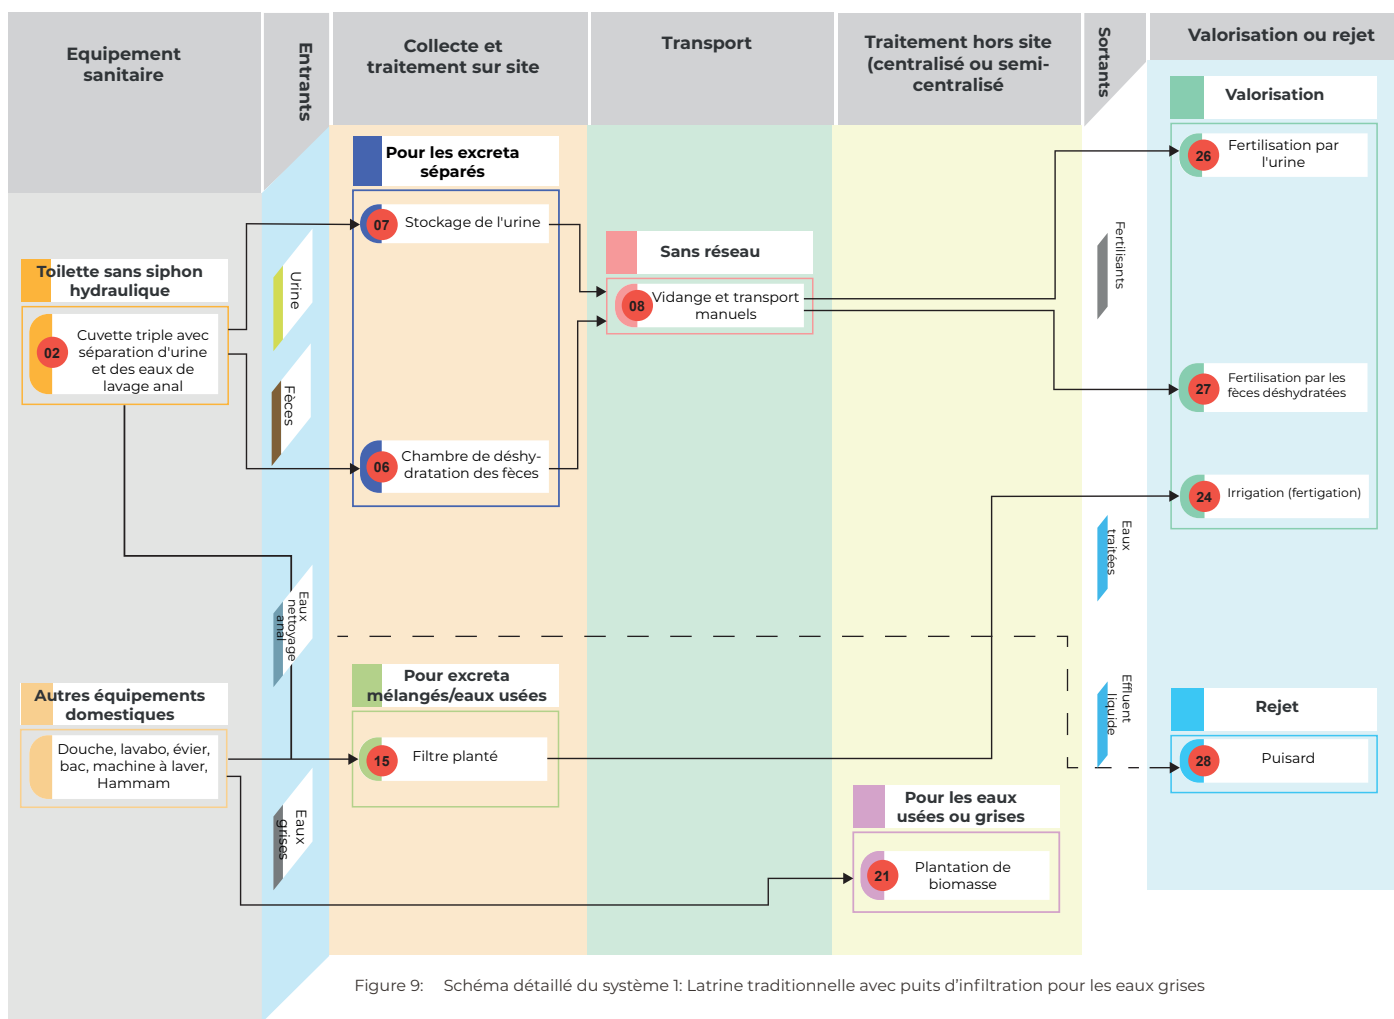 Equipement
sanitaire
Entrants
Collecte et
traitement sur site
Transport
Traitement hors site
(centralisé ou semi-
centralisé
Sortants
Valorisation ou rejet
Toilette sans siphon
hydraulique
02
Cuvette triple avec
séparation d'urine
et des eaux de
lavage anal
Autres équipements
domestiques
Douche, lavabo, évier,
bac, machine à laver,
Hammam
Urine
Fèces
Eaux
nettoyage
anal
Eaux
grises
Pour les excreta
séparés
07
Stockage de l'urine
06
Chambre de déshy-
dratation des fèces
Pour excreta
mélangés/eaux usées
15
Filtre planté
Sans réseau
08
Vidange et transport
manuels
Pour les eaux
usées ou grises
21
Plantation de
biomasse
Fertilisants
Eaux
traitées
Effluent
liquide
Valorisation
26
Fertilisation par
l'urine
27
Fertilisation par les
fèces déshydratées
24
Irrigation (fertigation)
Rejet
28
Puisard
Figure 9: Schéma détaillé du système 1: Latrine traditionnelle avec puits d’infiltration pour les eaux grises